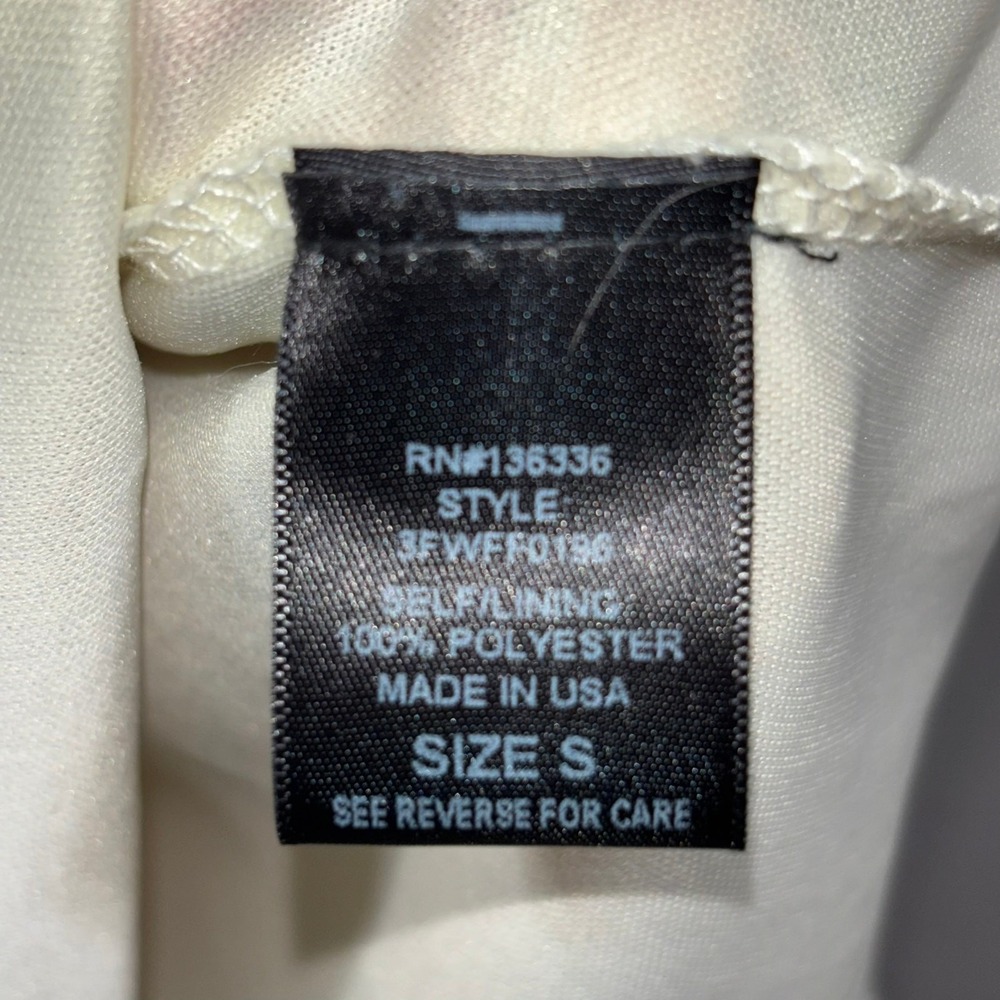 RN#136336
STYLE:
3FWFF0196
SELF/LINING:
100% POLYESTER
MADE IN USA
SIZE S
SEE REVERSE FOR CARE